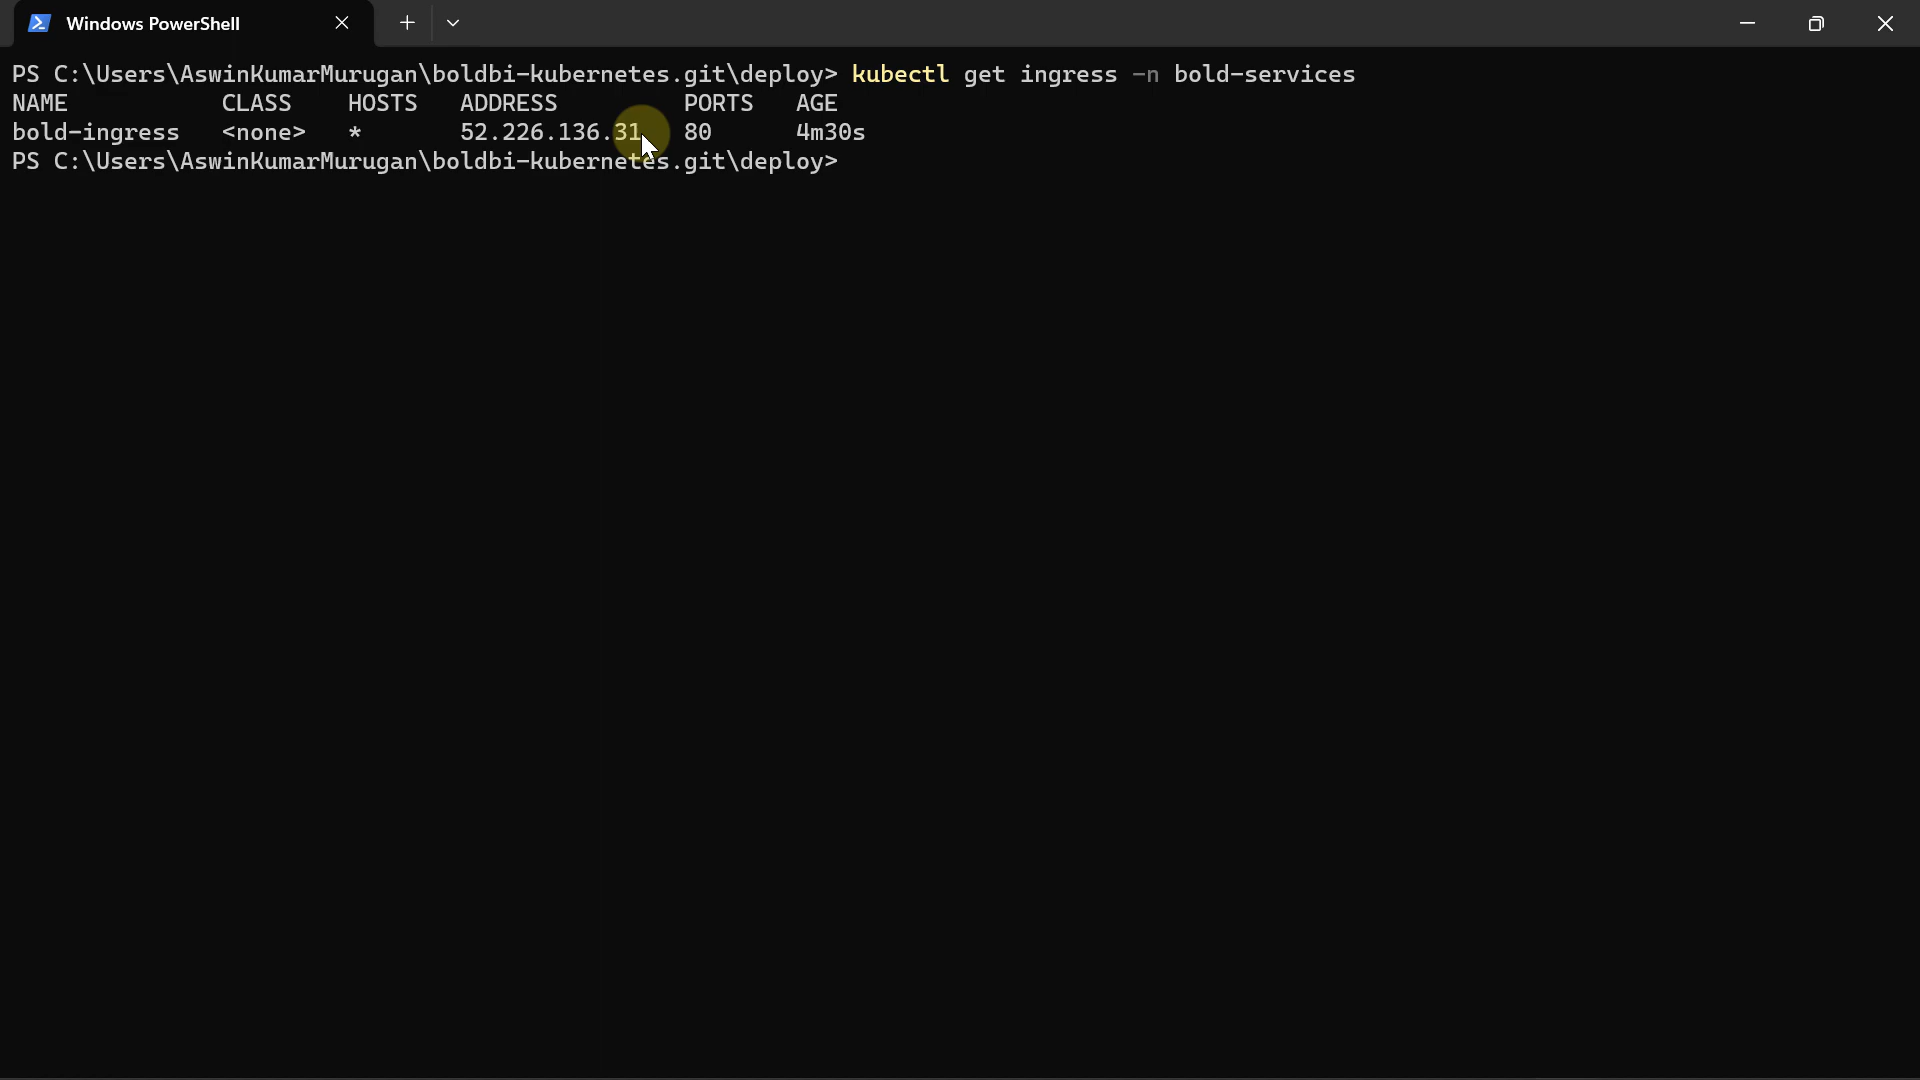 Windows PowerShell
PS C:\Users\AswinKumarMurugan\boldbi-kubernetes.git\deploy> kubectl get ingress -n bold-services
NAME CLASS HOSTS ADDRESS PORTS AGE
bold-ingress <none> * 52.226.136.31 80 4m30s
PS C:\Users\AswinKumarMurugan\boldbi-kubernetes.git\deploy>